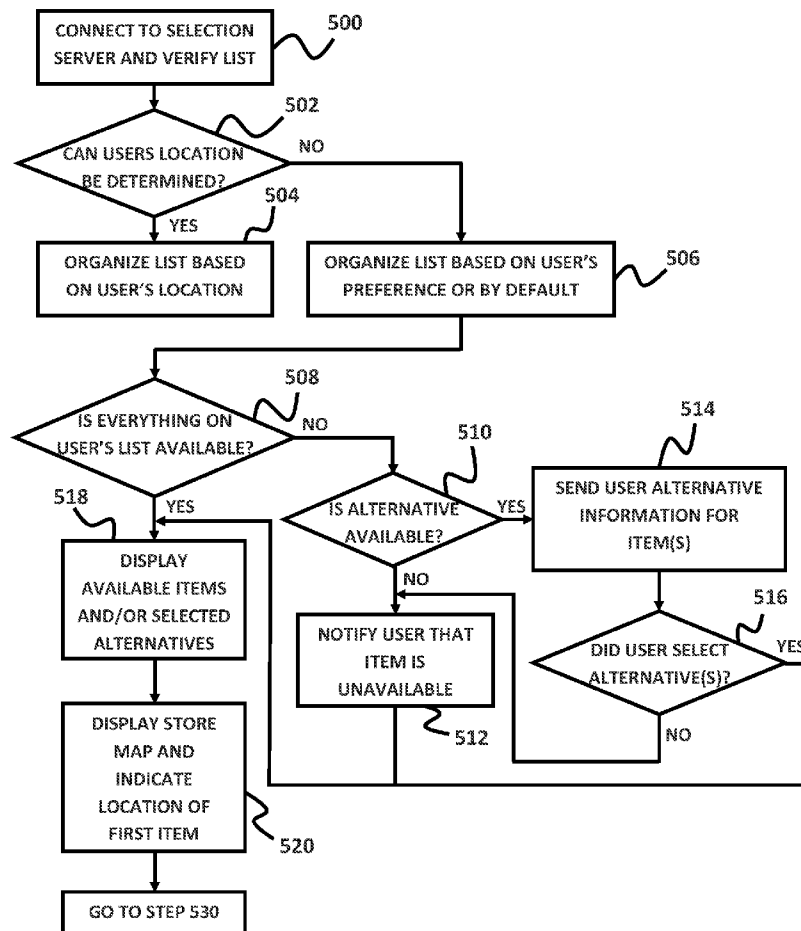 CONNECT TO SELECTION
SERVER AND VERIFY LIST
500
502
CAN USERS LOCATION
BE DETERMINED?
NO
YES
504
ORGANIZE LIST BASED
ON USER'S LOCATION
ORGANIZE LIST BASED ON USER'S
PREFERENCE OR BY DEFAULT
506
508
IS EVERYTHING ON
USER'S LIST AVAILABLE?
NO
YES
510
IS ALTERNATIVE
AVAILABLE?
YES
NO
514
SEND USER ALTERNATIVE
INFORMATION FOR
ITEM(S)
516
DID USER SELECT
ALTERNATIVE(S)?
YES
NO
NOTIFY USER THAT
ITEM IS
UNAVAILABLE
512
518
DISPLAY
AVAILABLE ITEMS
AND/OR SELECTED
ALTERNATIVES
DISPLAY STORE
MAP AND
INDICATE
LOCATION OF
FIRST ITEM
520
GO TO STEP 530